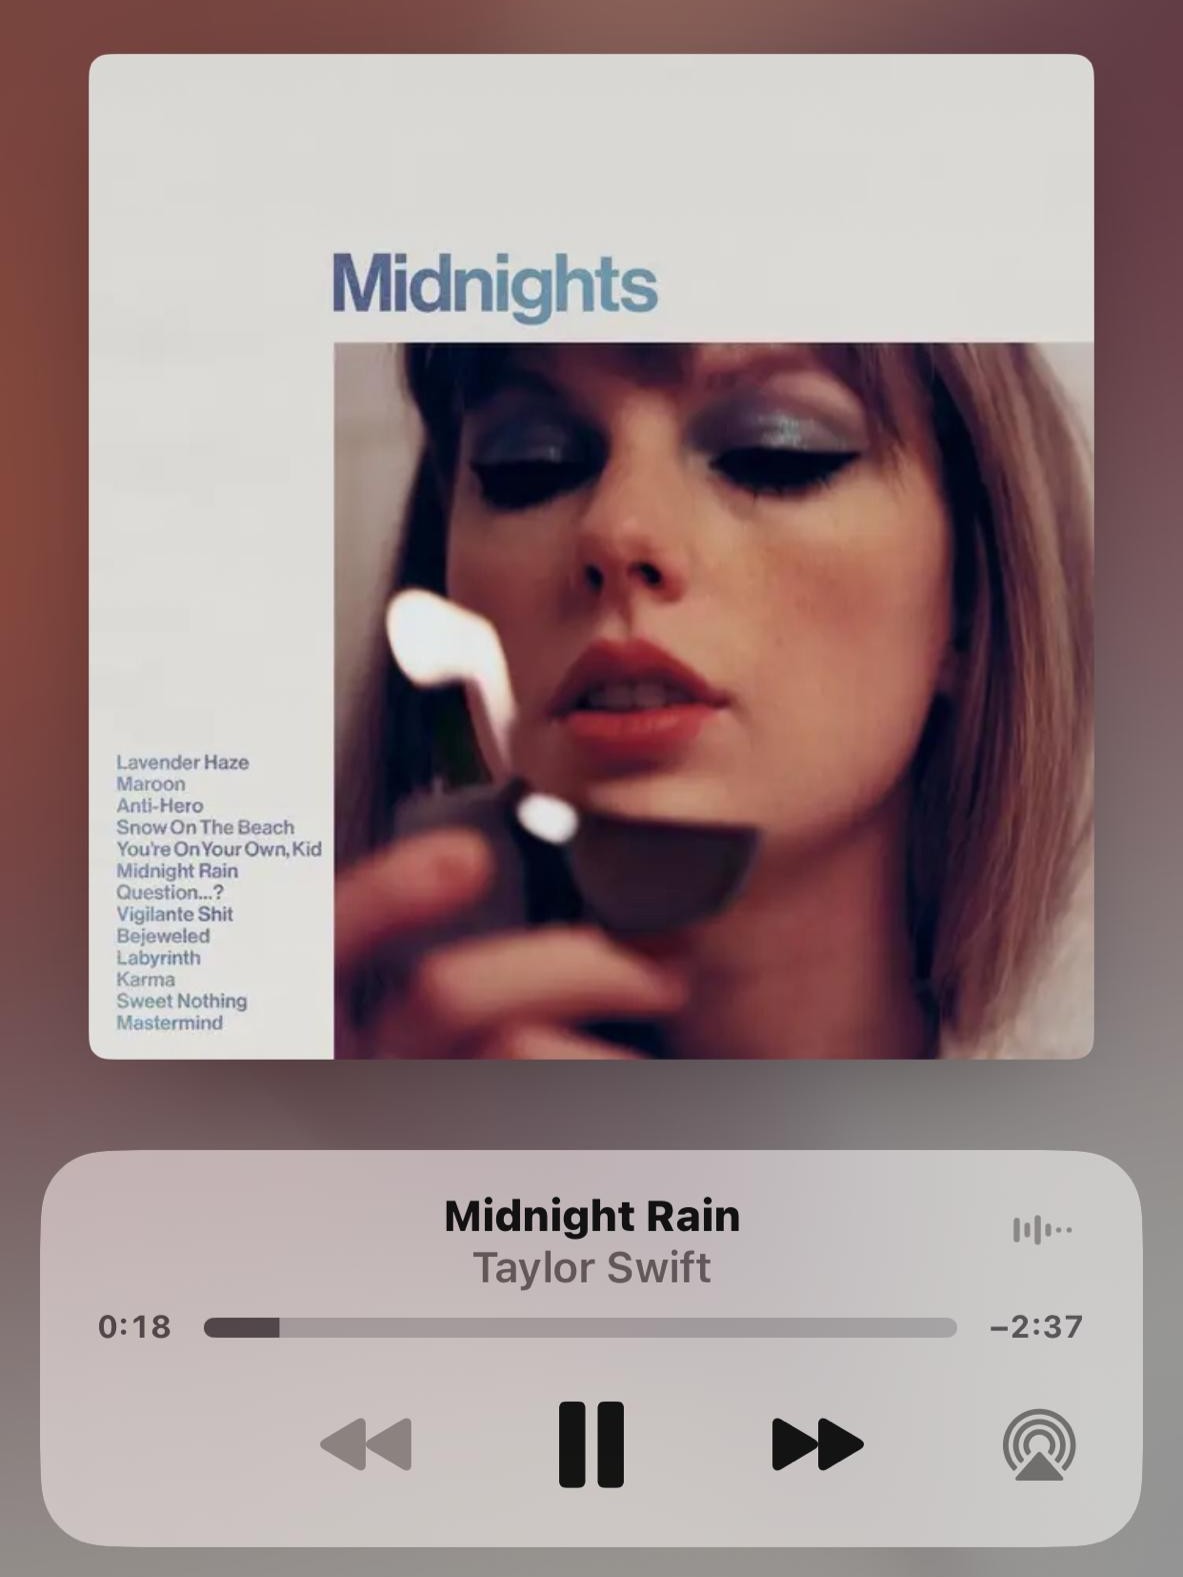 Midnights
Lavender Haze
Maroon
Anti-Hero
Snow On The Beach
You're On Your Own, Kid
Midnight Rain
Question...?
Vigilante Shit
Bejeweled
Labyrinth
Karma
Sweet Nothing
Mastermind
Midnight Rain
Taylor Swift
0:18
–2:37